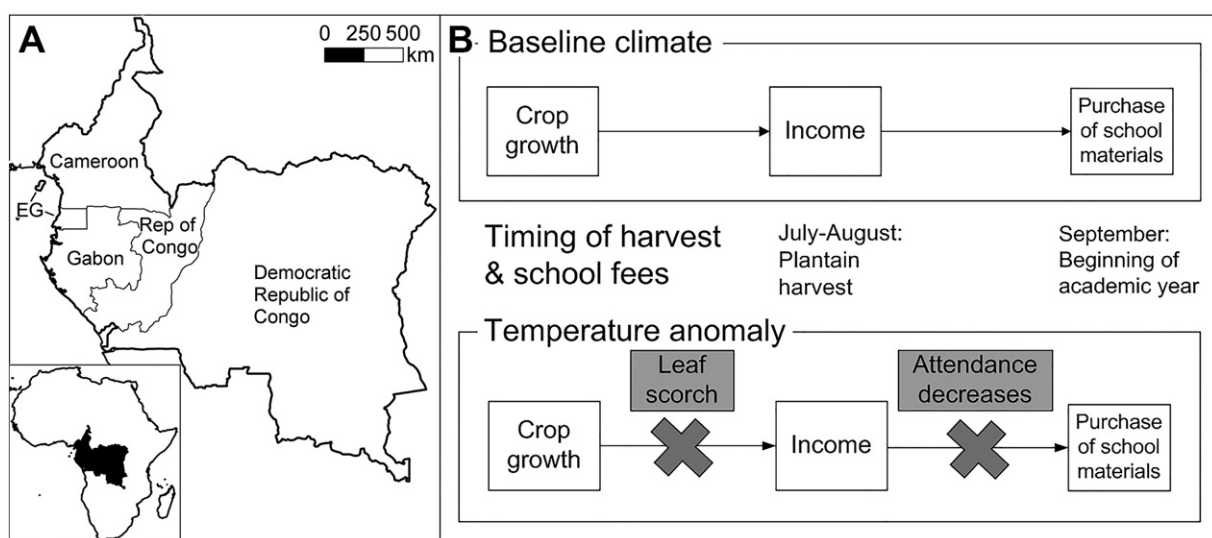 A
0 250 500
km
Cameroon
EG
Rep of
Congo
Gabon
Democratic
Republic of
Congo
B
Baseline climate
Crop
growth
Income
Purchase
of school
materials
Timing of harvest
& school fees
July-August:
Plantain
harvest
September:
Beginning of
academic year
Temperature anomaly
Leaf
scorch
Attendance
decreases
Crop
growth
Income
Purchase
of school
materials